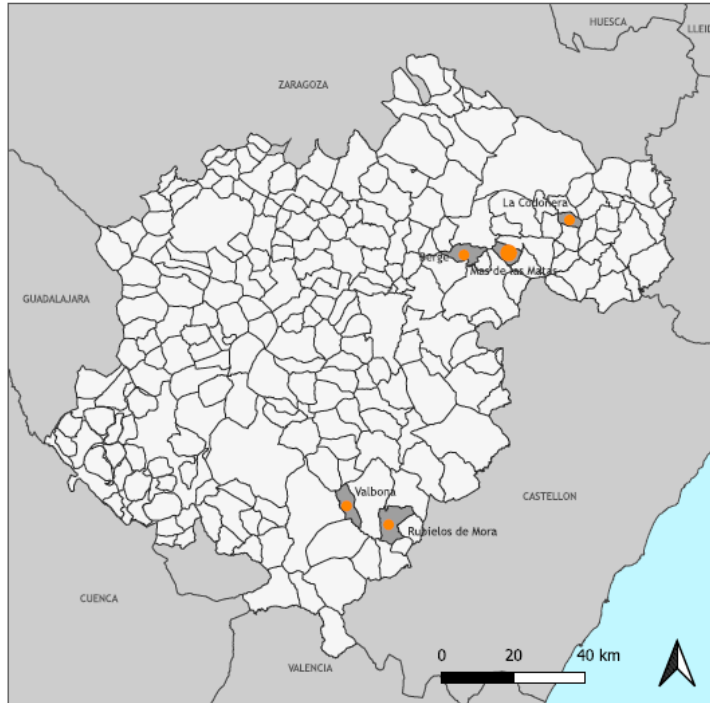 HUESCA
LLEID
ZARAGOZA
La Codoñera
Berge
Mas de las Matas
GUADALAJARA
Valbona
CASTELLON
Rubielos de Mora
CUENCA
VALENCIA
0 20 40 km